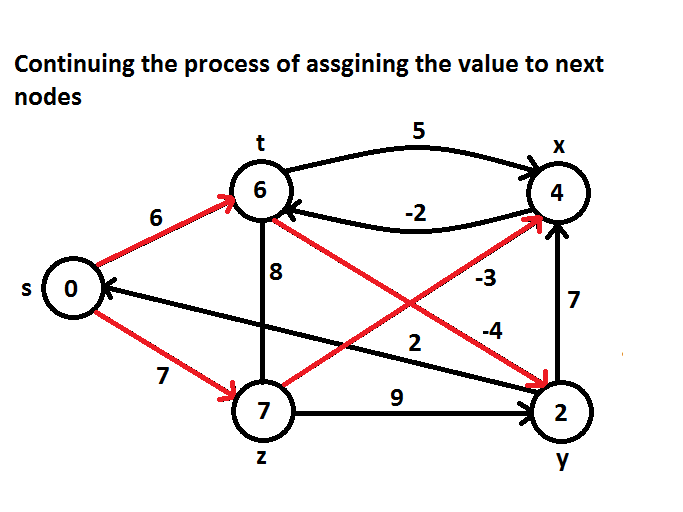 Continuing the process of assgining the value to next
nodes
5
t
x
6
4
6
-2
8
-3
s
0
7
2
-4
7
9
7
2
z
y